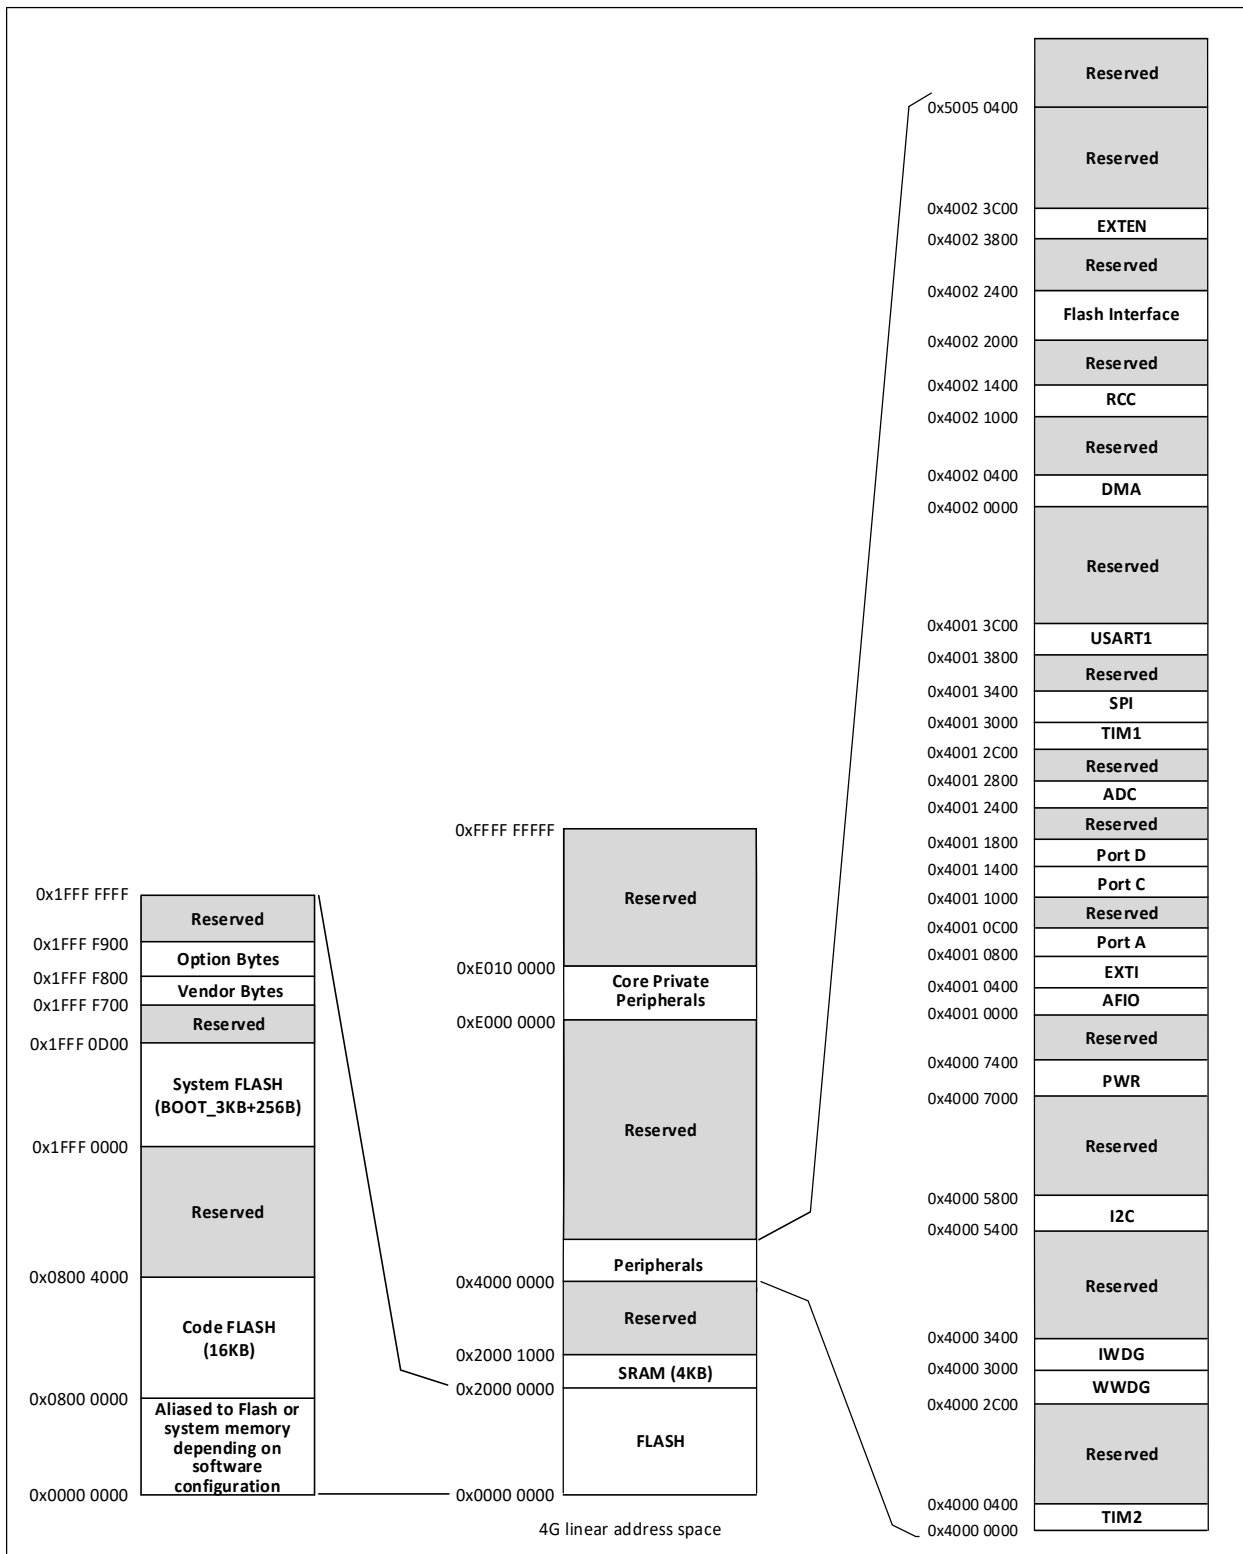 0x1FFF FFFF
Reserved
0x1FFF F900
Option Bytes
0x1FFF F800
Vendor Bytes
0x1FFF F700
Reserved
0x1FFF 0D00
System FLASH
(BOOT_3KB+256B)
0x1FFF 0000
Reserved
0x0800 4000
Code FLASH
(16KB)
0x0800 0000
Aliased to Flash or
system memory
depending on
software
configuration
0x0000 0000
0xFFFF FFFFF
Reserved
0xE010 0000
Core Private
Peripherals
0xE000 0000
Reserved
Peripherals
0x4000 0000
Reserved
0x2000 1000
SRAM (4KB)
0x2000 0000
FLASH
0x0000 0000
4G linear address space
Reserved
0x5005 0400
Reserved
0x4002 3C00
EXTEN
0x4002 3800
Reserved
0x4002 2400
Flash Interface
0x4002 2000
Reserved
0x4002 1400
RCC
0x4002 1000
Reserved
0x4002 0400
DMA
0x4002 0000
Reserved
0x4001 3C00
USART1
0x4001 3800
Reserved
0x4001 3400
SPI
0x4001 3000
TIM1
0x4001 2C00
Reserved
0x4001 2800
ADC
0x4001 2400
Reserved
0x4001 1800
Port D
0x4001 1400
Port C
0x4001 1000
Reserved
0x4001 0C00
Port A
0x4001 0800
EXTI
0x4001 0400
AFIO
0x4001 0000
Reserved
0x4000 7400
PWR
0x4000 7000
Reserved
0x4000 5800
I2C
0x4000 5400
Reserved
0x4000 3400
IWDG
0x4000 3000
WWDG
0x4000 2C00
Reserved
0x4000 0400
TIM2
0x4000 0000